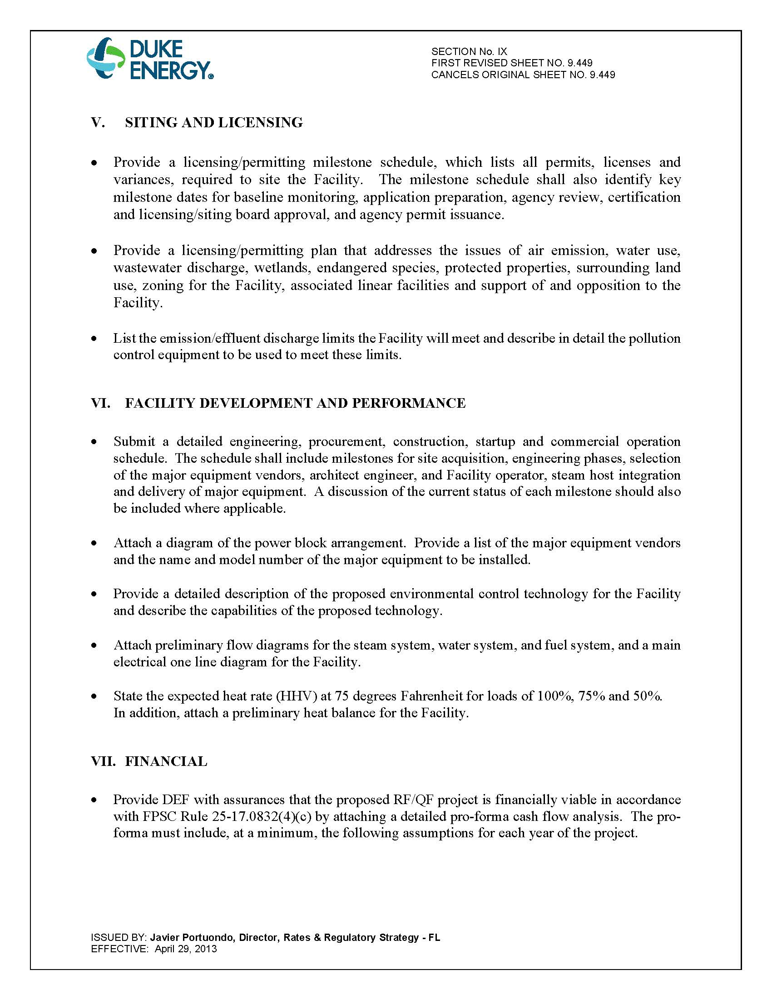 DUKE
ENERGY®
SECTION No. IX
FIRST REVISED SHEET NO. 9.449
CANCELS ORIGINAL SHEET NO. 9.449
V. SITING AND LICENSING
• Provide a licensing/permitting milestone schedule, which lists all permits, licenses and
variances, required to site the Facility. The milestone schedule shall also identify key
milestone dates for baseline monitoring, application preparation, agency review, certification
and licensing/siting board approval, and agency permit issuance.
• Provide a licensing/permitting plan that addresses the issues of air emission, water use,
wastewater discharge, wetlands, endangered species, protected properties, surrounding land
use, zoning for the Facility, associated linear facilities and support of and opposition to the
Facility.
• List the emission/effluent discharge limits the Facility will meet and describe in detail the pollution
control equipment to be used to meet these limits.
VI. FACILITY DEVELOPMENT AND PERFORMANCE
• Submit a detailed engineering, procurement, construction, startup and commercial operation
schedule. The schedule shall include milestones for site acquisition, engineering phases, selection
of the major equipment vendors, architect engineer, and Facility operator, steam host integration
and delivery of major equipment. A discussion of the current status of each milestone should also
be included where applicable.
• Attach a diagram of the power block arrangement. Provide a list of the major equipment vendors
and the name and model number of the major equipment to be installed.
• Provide a detailed description of the proposed environmental control technology for the Facility
and describe the capabilities of the proposed technology.
• Attach preliminary flow diagrams for the steam system, water system, and fuel system, and a main
electrical one line diagram for the Facility.
• State the expected heat rate (HHV) at 75 degrees Fahrenheit for loads of 100%, 75% and 50%.
In addition, attach a preliminary heat balance for the Facility.
VII. FINANCIAL
• Provide DEF with assurances that the proposed RF/QF project is financially viable in accordance
with FPSC Rule 25-17.0832(4)(c) by attaching a detailed pro-forma cash flow analysis. The pro-
forma must include, at a minimum, the following assumptions for each year of the project.
ISSUED BY: Javier Portuondo, Director, Rates & Regulatory Strategy - FL
EFFECTIVE: April 29, 2013